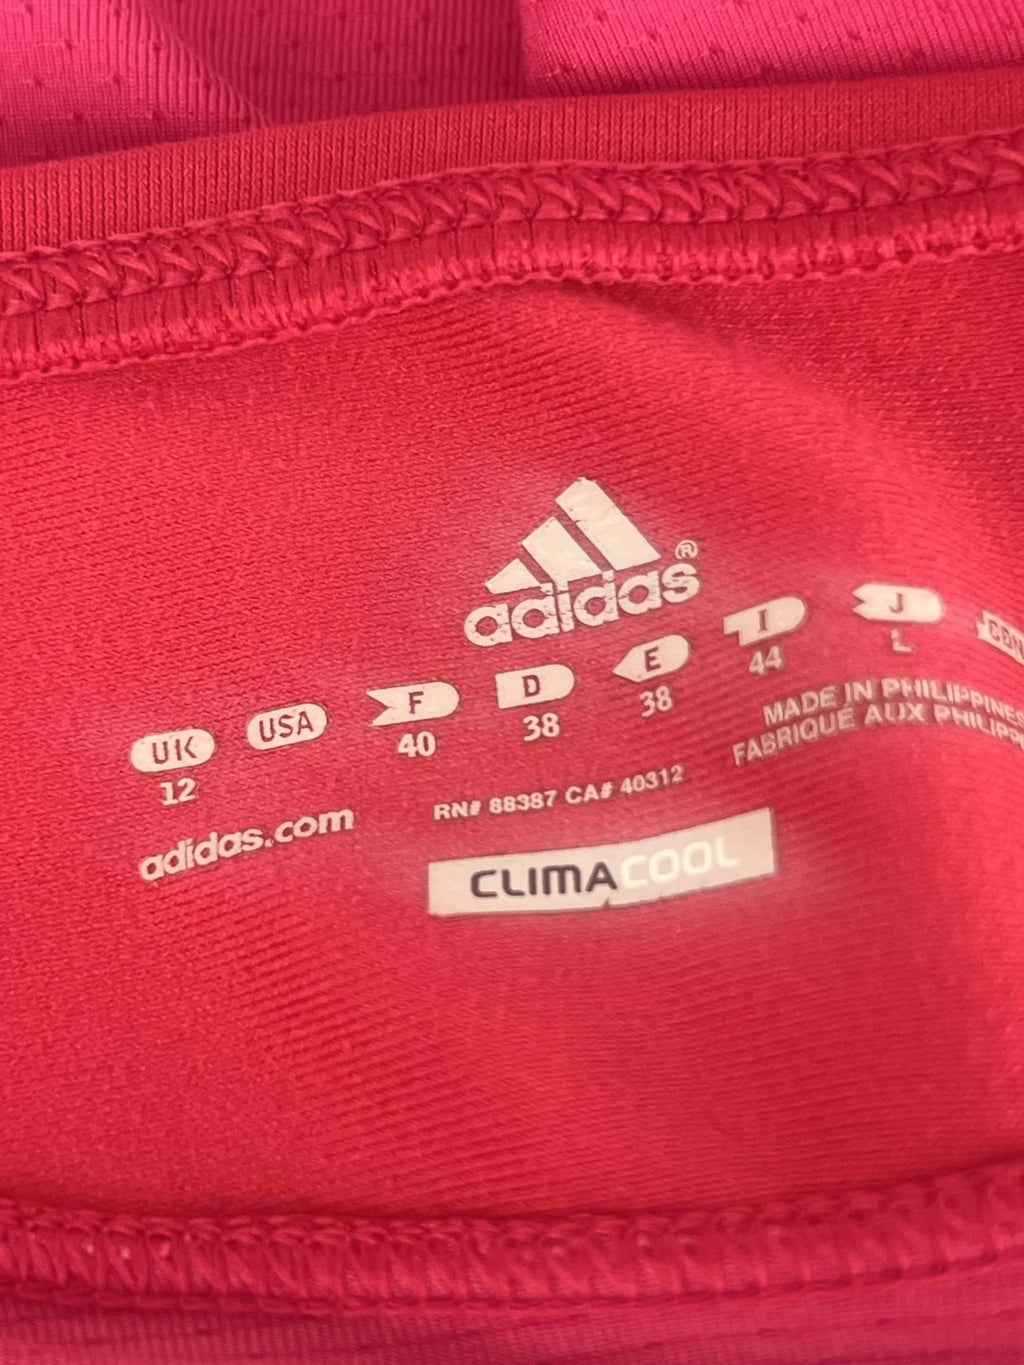 adidas®
UK USA F D E I J
12 40 38 38 44 L
adidas.com
RN# 88387 CA# 40312
MADE IN PHILIPPINES
FABRIQUÉ AUX
CLIMACOOL